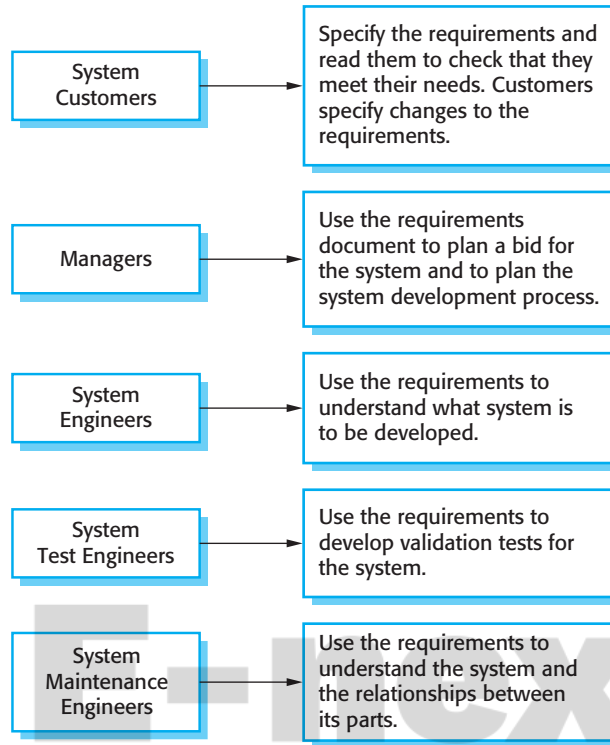 System
Customers
Specify the requirements and
read them to check that they
meet their needs. Customers
specify changes to the
requirements.
Managers
Use the requirements
document to plan a bid for
the system and to plan the
system development process.
System
Engineers
Use the requirements to
understand what system is
to be developed.
System
Test Engineers
Use the requirements to
develop validation tests for
the system.
System
Maintenance
Engineers
Use the requirements to
understand the system and
the relationships between
its parts.
E-nex